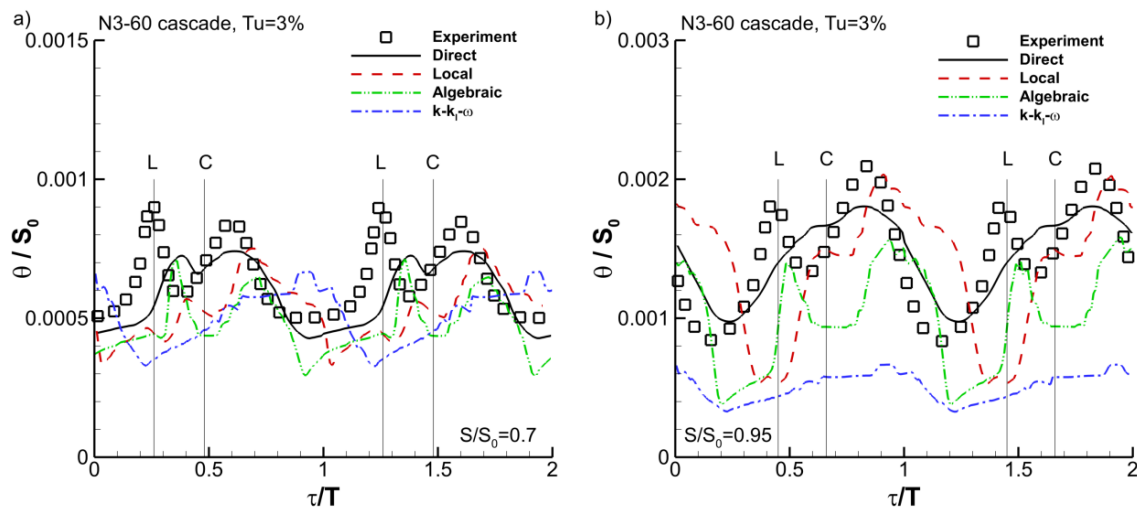 a)
N3-60 cascade, Tu=3%
0.0015
Experiment
Direct
Local
Algebraic
k-kₗ-ω
L
C
L
C
0.001
θ / S₀
0.0005
S/S₀=0.7
0
0
0.5
1
1.5
2
τ/T
b)
N3-60 cascade, Tu=3%
0.003
Experiment
Direct
Local
Algebraic
k-kₗ-ω
L
C
L
C
0.002
θ / S₀
0.001
S/S₀=0.95
0
0
0.5
1
1.5
2
τ/T